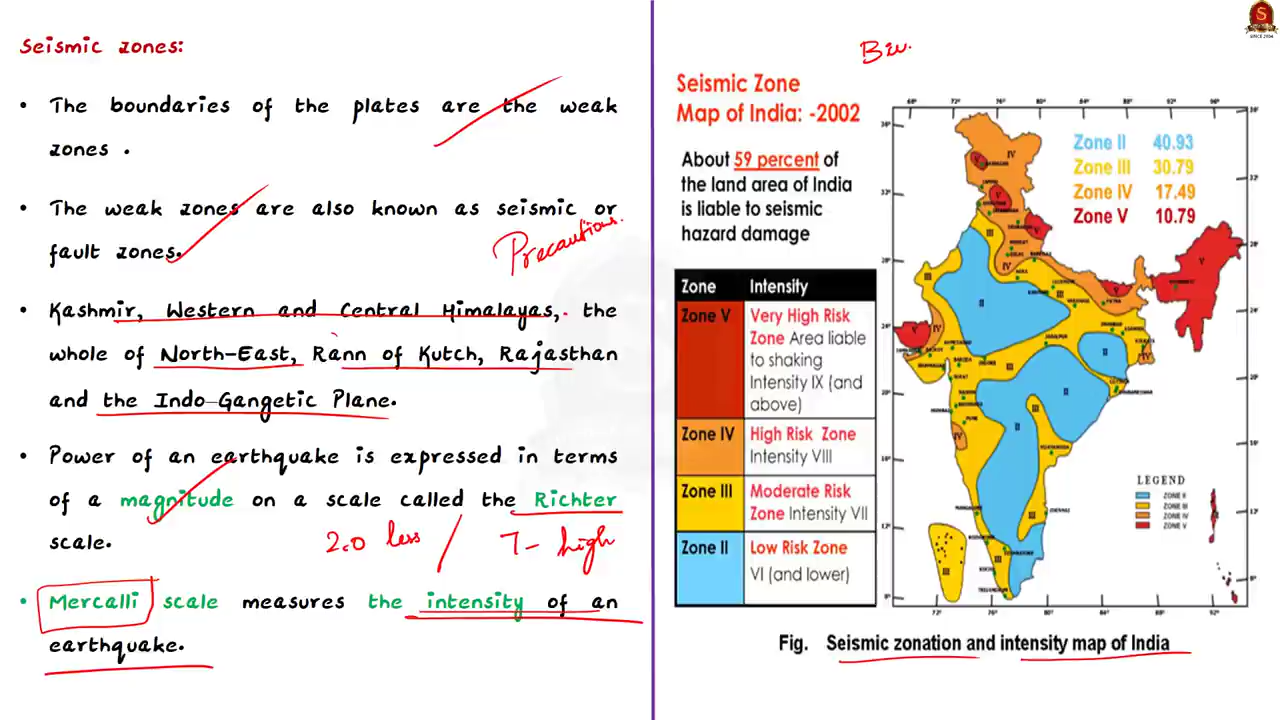 Seismic zones:
• The boundaries of the plates are the weak
zones .
• The weak zones are also known as seismic or
fault zones.
Precautions.
• Kashmir, Western and Central Himalayas, the
whole of North-East, Rann of Kutch, Rajasthan
and the Indo-Gangetic Plane.
• Power of an earthquake is expressed in terms
of a magnitude on a scale called the Richter
scale.
2.0 less / 7- high
• Mercalli scale measures the intensity of an
earthquake.
Seismic Zone
Map of India: -2002
About 59 percent of
the land area of India
is liable to seismic
hazard damage
Zone Intensity
Zone V Very High Risk
Zone Area liable
to shaking
Intensity IX (and
above)
Zone IV High Risk Zone
Intensity VIII
Zone III Moderate Risk
Zone Intensity VII
Zone II Low Risk Zone
VI (and lower)
Zone II 40.93
Zone III 30.79
Zone IV 17.49
Zone V 10.79
LEGEND
ZONE II
ZONE III
ZONE IV
ZONE V
Fig. Seismic zonation and intensity map of India